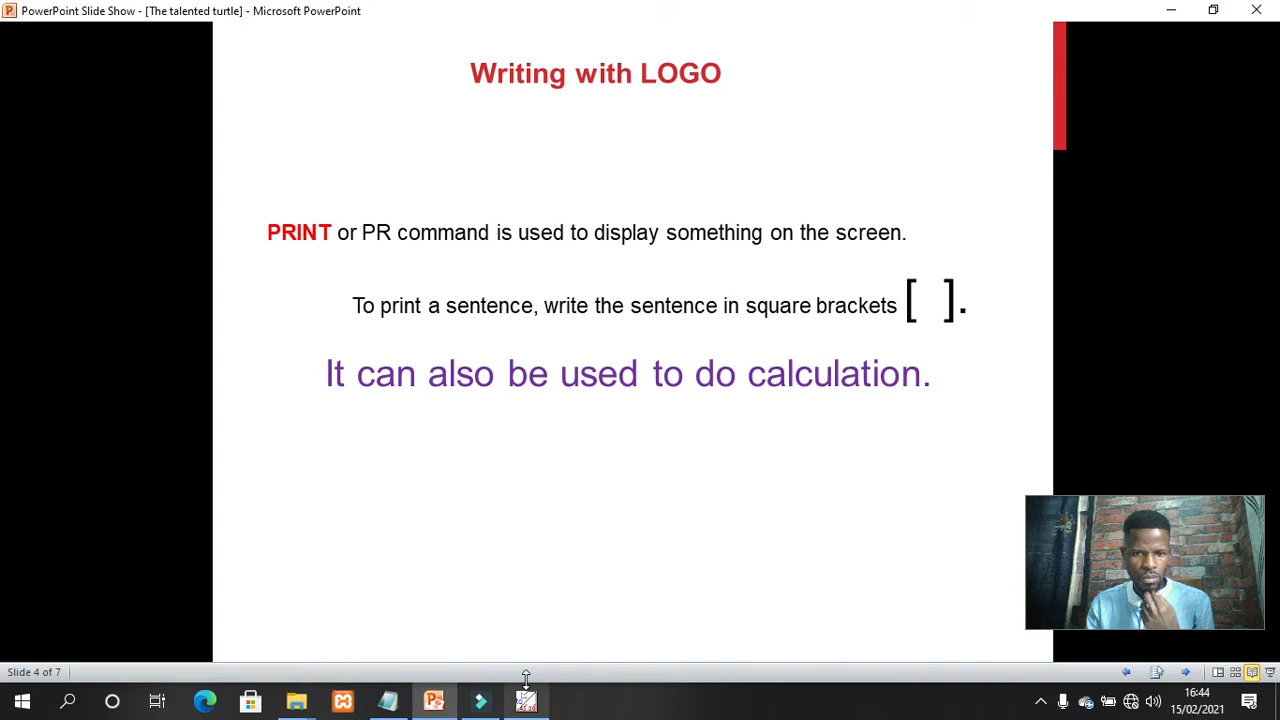 PowerPoint Slide Show - [The talented turtle] - Microsoft PowerPoint
Writing with LOGO
PRINT or PR command is used to display something on the screen.
To print a sentence, write the sentence in square brackets [ ].
It can also be used to do calculation.
Slide 4 of 7
16:44
15/02/2021